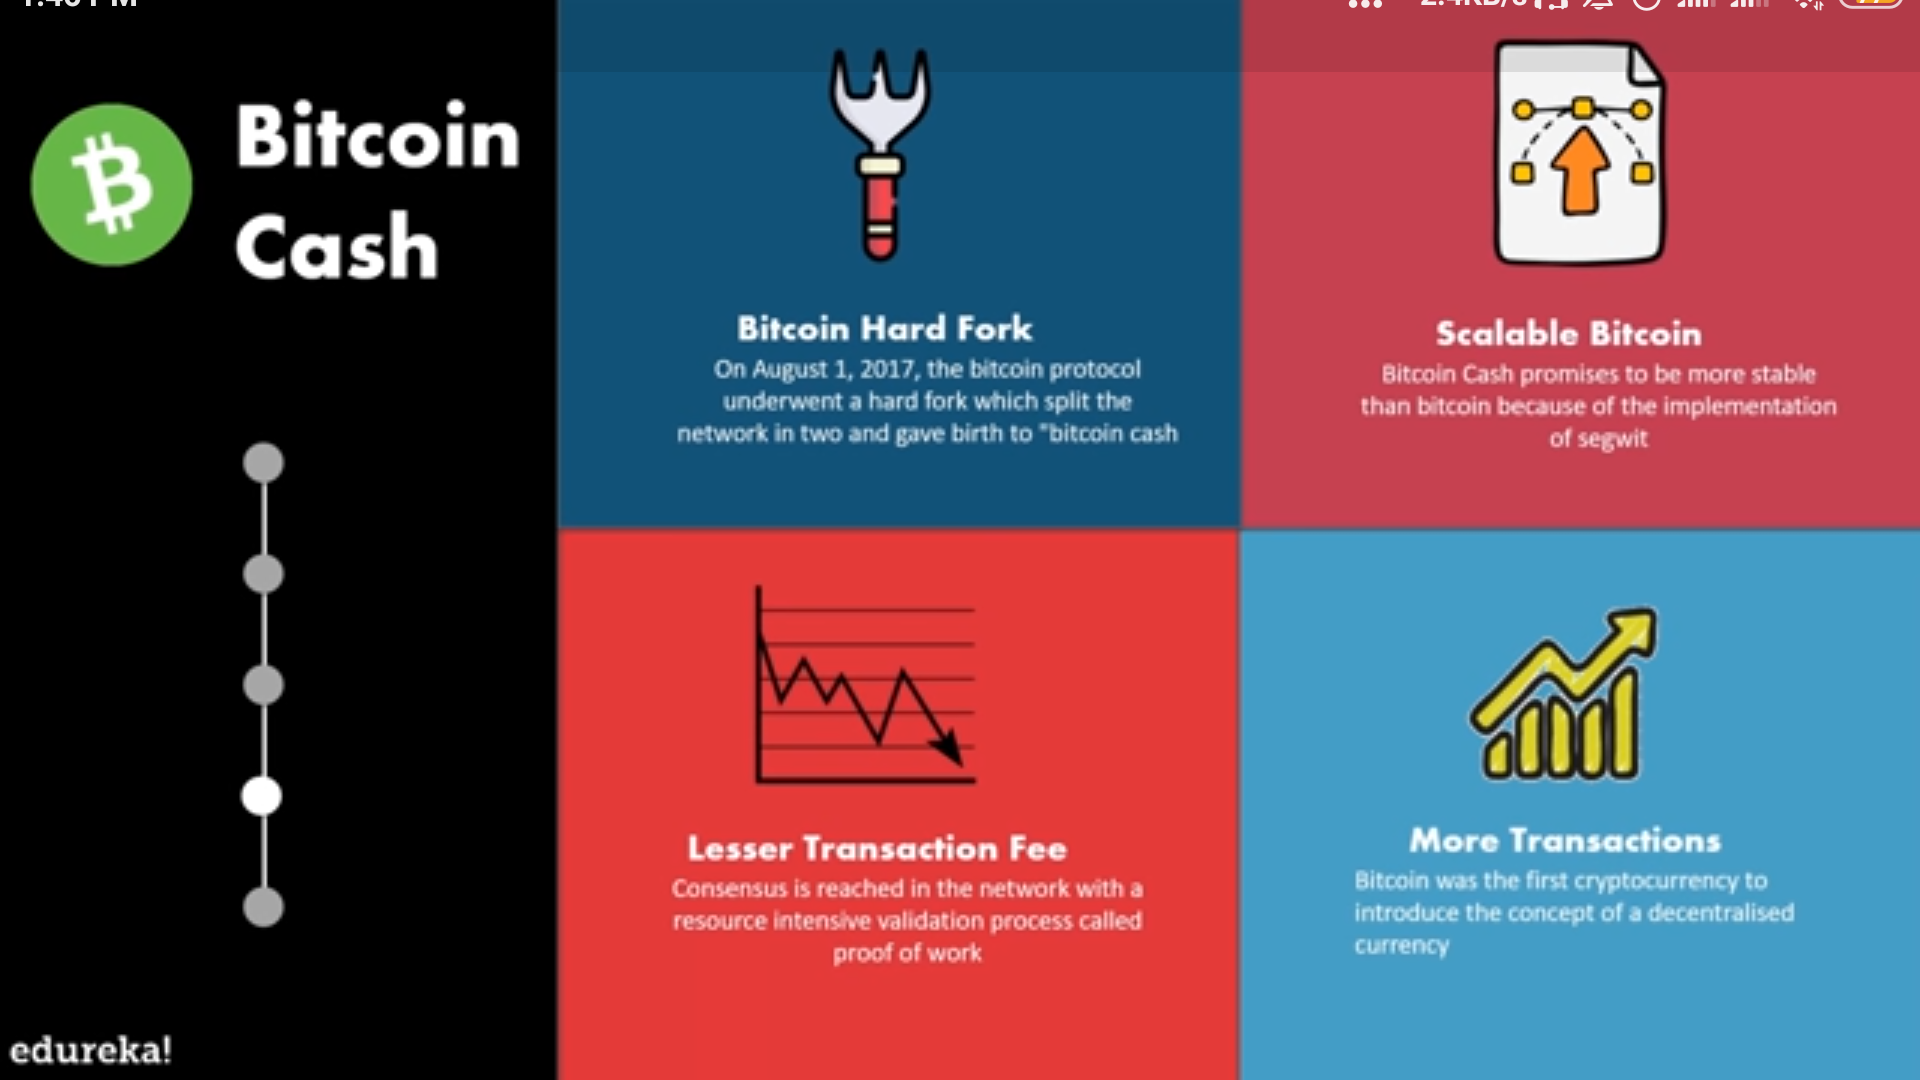 Bitcoin
Cash
Bitcoin Hard Fork
On August 1, 2017, the bitcoin protocol
underwent a hard fork which split the
network in two and gave birth to "bitcoin cash
Scalable Bitcoin
Bitcoin Cash promises to be more stable
than bitcoin because of the implementation
of segwit
Lesser Transaction Fee
Consensus is reached in the network with a
resource intensive validation process called
proof of work
More Transactions
Bitcoin was the first cryptocurrency to
introduce the concept of a decentralised
currency
edureka!